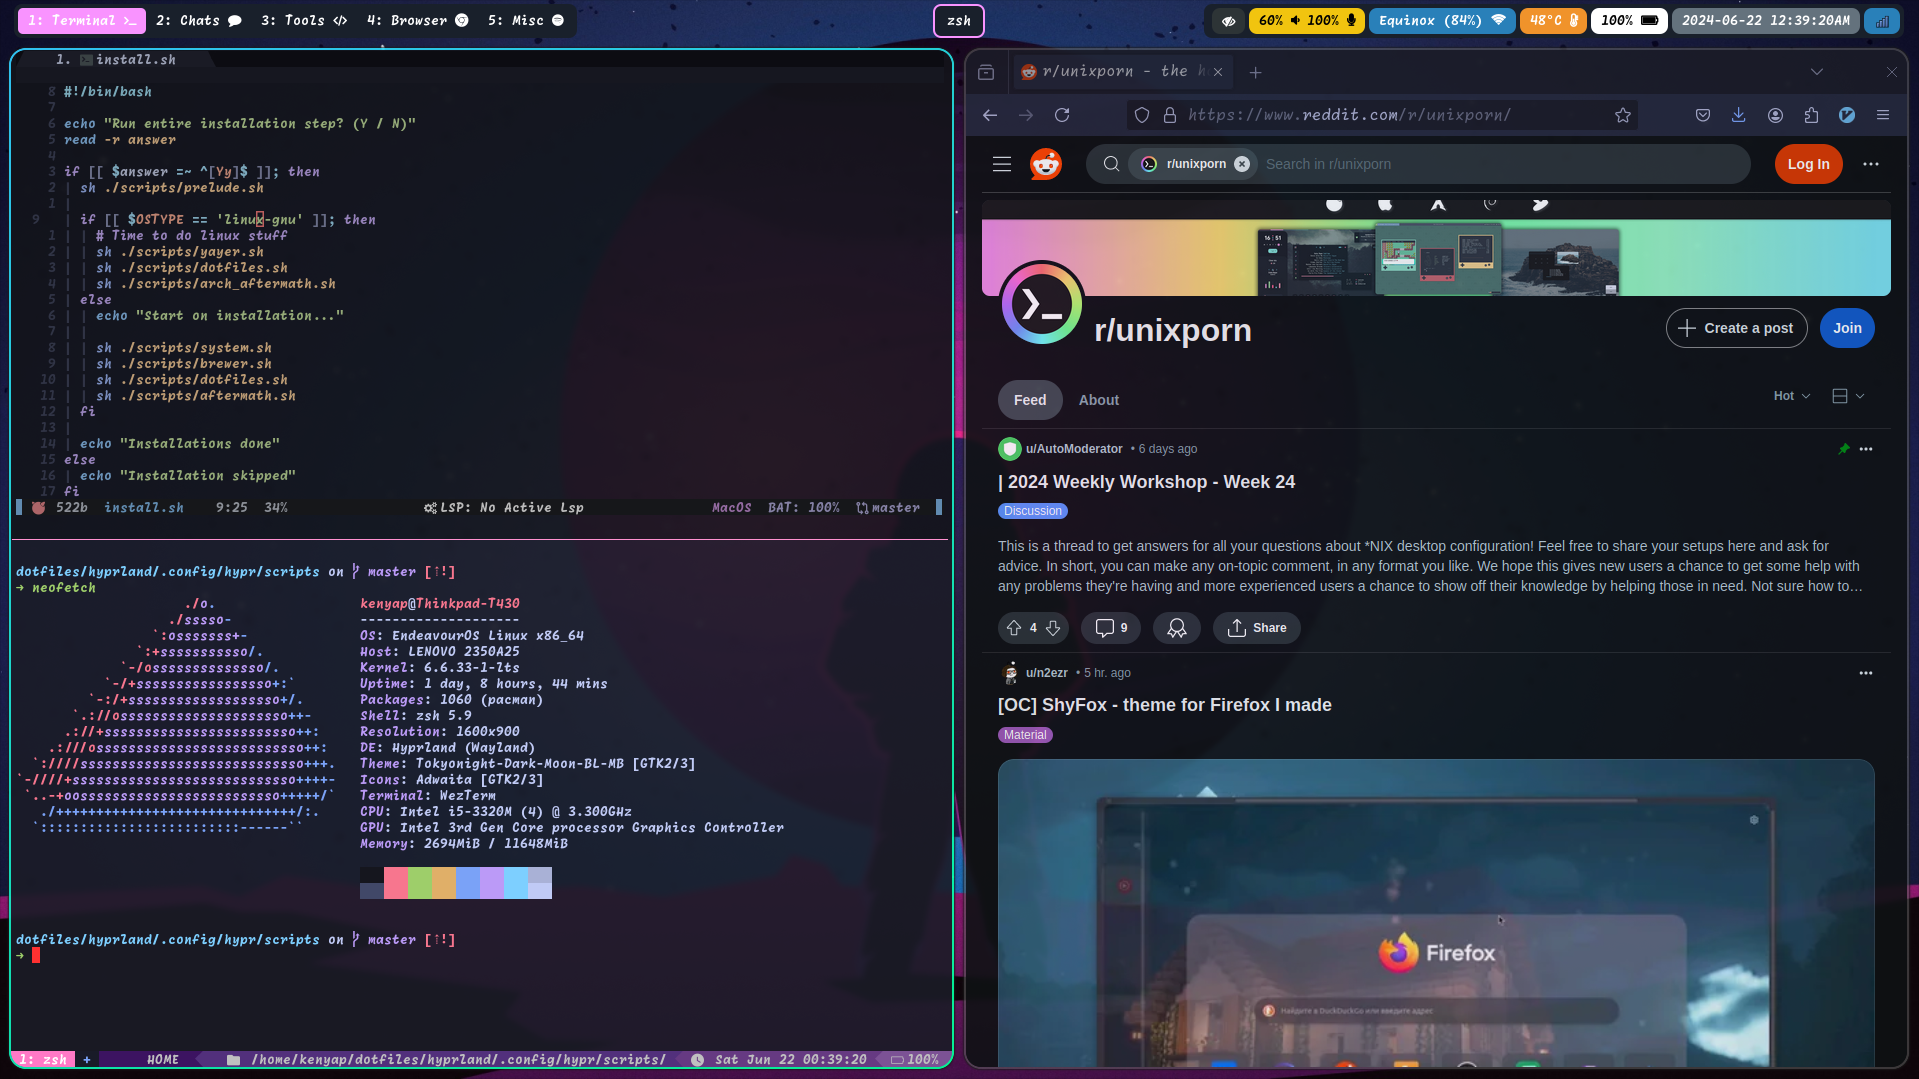 1: Terminal
2: Chats
3: Tools </>
4: Browser
5: Misc
zsh
60% 100%
Equinox (84%)
48°C
100%
2024-06-22 12:39:20AM
1. install.sh
8 #!/bin/bash
7
6 echo "Run entire installation step? (Y / N)"
5 read -r answer
4
3 if [[ $answer =~ ^[Yy]$ ]]; then
2 sh ./scripts/prelude.sh
1
9 if [[ $OSTYPE == 'linux-gnu' ]]; then
1 # Time to do linux stuff
2 sh ./scripts/yayer.sh
3 sh ./scripts/dotfiles.sh
4 sh ./scripts/arch_aftermath.sh
5 else
6 echo "Start on installation..."
7
8 sh ./scripts/system.sh
9 sh ./scripts/brewer.sh
10 sh ./scripts/dotfiles.sh
11 sh ./scripts/aftermath.sh
12 fi
13
14 echo "Installations done"
15 else
16 echo "Installation skipped"
17 fi
522b install.sh 9:25 34% LSP: No Active Lsp MacOS BAT: 100% master
dotfiles/hyprland/.config/hypr/scripts on master [↑!]
→ neofetch
./o.
./sssso-
`:osssssss+-
`:+sssssssssso/.
`-/ossssssssssssso/.
`-/+sssssssssssssssso+:`
`-:/+sssssssssssssssssso+/.
`.://osssssssssssssssssssso++-
.://+ssssssssssssssssssssssso++:
.:///ossssssssssssssssssssssssso++:
`:////ssssssssssssssssssssssssssso+++.
`-////+ssssssssssssssssssssssssssso++++-
`..-+oossssssssssssssssssssssssso+++++/`
./++++++++++++++++++++++++++++++/:.
`:::::::::::::::::::::::::------``
kenyap@Thinkpad-T430
--------------------
OS: EndeavourOS Linux x86_64
Host: LENOVO 2350A25
Kernel: 6.6.33-1-lts
Uptime: 1 day, 8 hours, 44 mins
Packages: 1060 (pacman)
Shell: zsh 5.9
Resolution: 1600x900
DE: Hyprland (Wayland)
Theme: Tokyonight-Dark-Moon-BL-MB [GTK2/3]
Icons: Adwaita [GTK2/3]
Terminal: WezTerm
CPU: Intel i5-3320M (4) @ 3.300GHz
GPU: Intel 3rd Gen Core processor Graphics Controller
Memory: 2694MiB / 11648MiB
dotfiles/hyprland/.config/hypr/scripts on master [↑!]
→
1: zsh + HOME /home/kenyap/dotfiles/hyprland/.config/hypr/scripts/ Sat Jun 22 00:39:20 100%
r/unixporn - the h
https://www.reddit.com/r/unixporn/
r/unixporn Search in r/unixporn
Log In
r/unixporn
Create a post
Join
Feed
About
Hot
u/AutoModerator • 6 days ago
| 2024 Weekly Workshop - Week 24
Discussion
This is a thread to get answers for all your questions about *NIX desktop configuration! Feel free to share your setups here and ask for
advice. In short, you can make any on-topic comment, in any format you like. We hope this gives new users a chance to get some help with
any problems they're having and more experienced users a chance to show off their knowledge by helping those in need. Not sure how to…
4
9
Share
u/n2ezr • 5 hr. ago
[OC] ShyFox - theme for Firefox I made
Material
Firefox
Найдите в DuckDuckGo или введите адрес